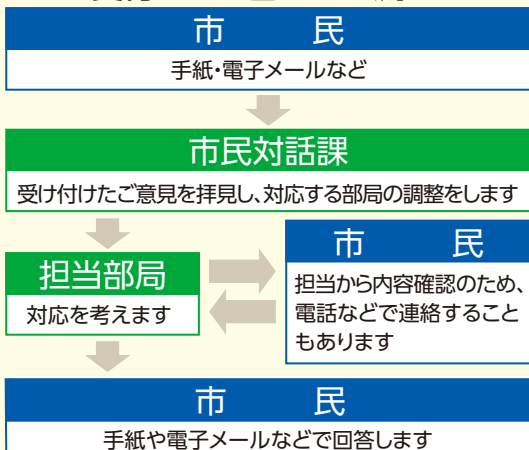 市　民
手紙・電子メールなど
市民対話課
受け付けたご意見を拝見し、対応する部局の調整をします
担当部局
対応を考えます
市　民
担当から内容確認のため、
電話などで連絡すること
もあります
市　民
手紙や電子メールなどで回答します